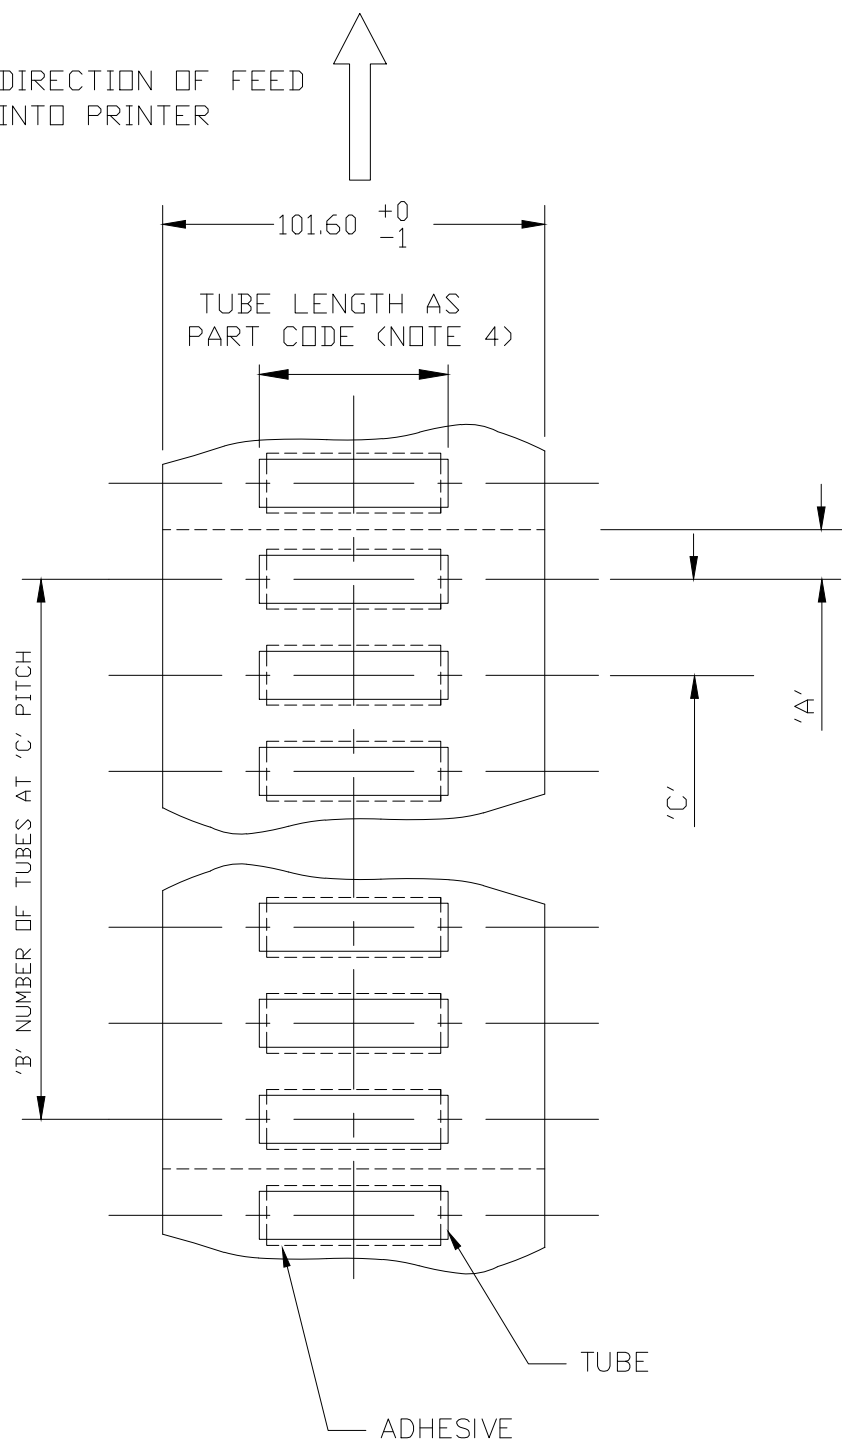 DIRECTION OF FEED
INTO PRINTER
101.60 +0
-1
TUBE LENGTH AS
PART CODE (NOTE 4)
'A'
'C'
'B' NUMBER OF TUBES AT 'C' PITCH
TUBE
ADHESIVE